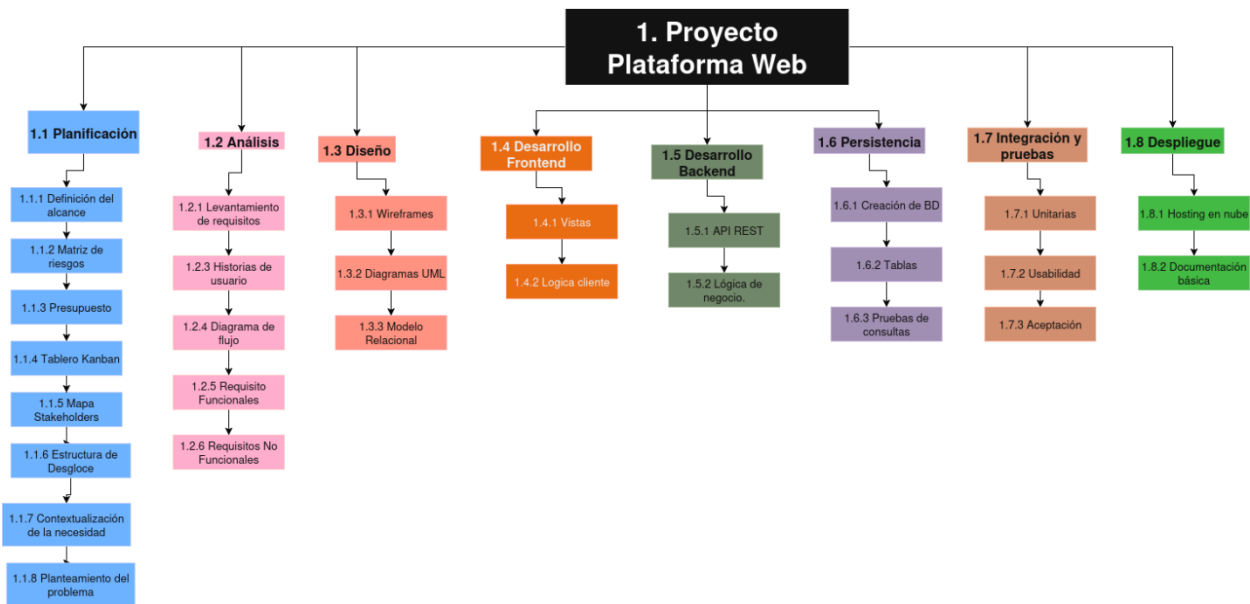 1. Proyecto
Plataforma Web
1.1 Planificación
1.1.1 Definición del
alcance
1.1.2 Matriz de
riesgos
1.1.3 Presupuesto
1.1.4 Tablero Kanban
1.1.5 Mapa
Stakeholders
1.1.6 Estructura de
Desgloce
1.1.7 Contextualización
de la necesidad
1.1.8 Planteamiento del
problema
1.2 Análisis
1.2.1 Levantamiento
de requisitos
1.2.3 Historias de
usuario
1.2.4 Diagrama de
flujo
1.2.5 Requisito
Funcionales
1.2.6 Requisitos No
Funcionales
1.3 Diseño
1.3.1 Wireframes
1.3.2 Diagramas UML
1.3.3 Modelo
Relacional
1.4 Desarrollo
Frontend
1.4.1 Vistas
1.4.2 Logica cliente
1.5 Desarrollo
Backend
1.5.1 API REST
1.5.2 Lógica de
negocio.
1.6 Persistencia
1.6.1 Creación de BD
1.6.2 Tablas
1.6.3 Pruebas de
consultas
1.7 Integración y
pruebas
1.7.1 Unitarias
1.7.2 Usabilidad
1.7.3 Aceptación
1.8 Despliegue
1.8.1 Hosting en nube
1.8.2 Documentación
básica